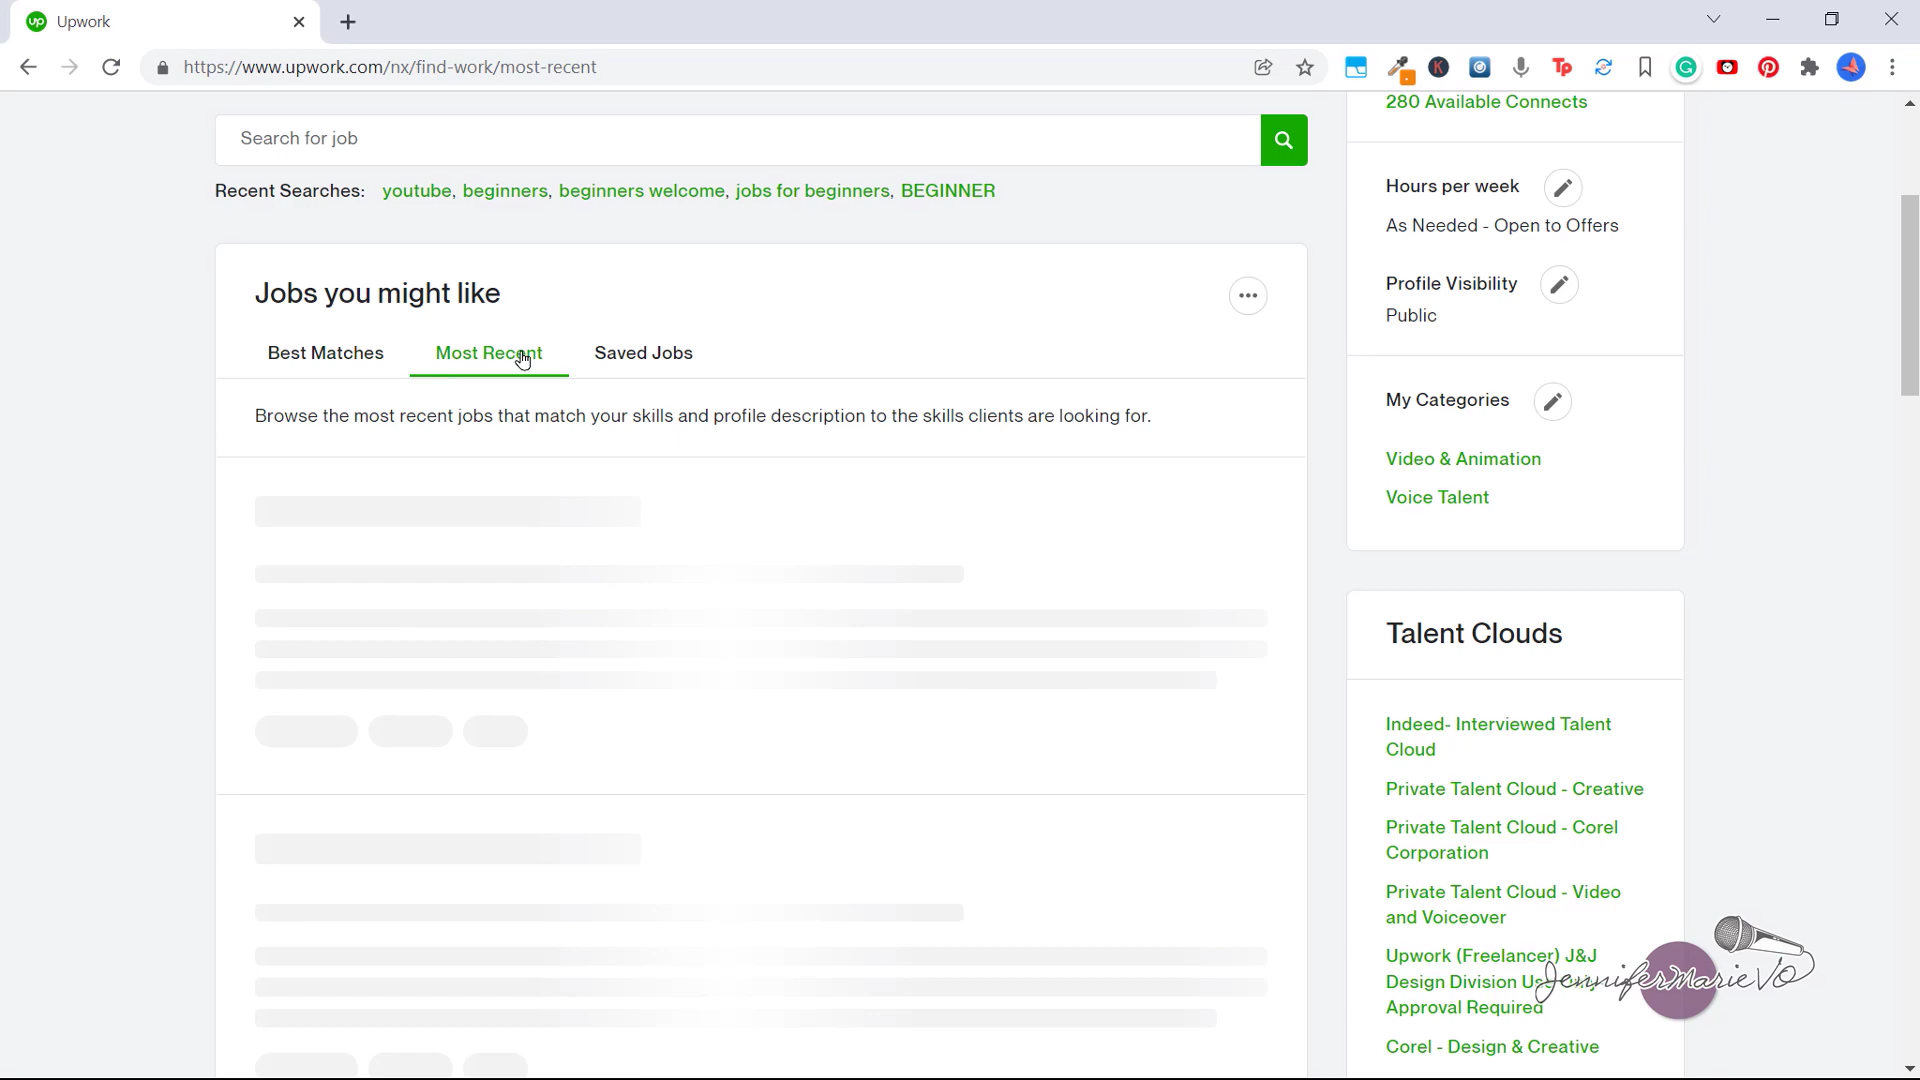 up Upwork
https://www.upwork.com/nx/find-work/most-recent
K
TP
280 Available Connects
Search for job
Recent Searches: youtube, beginners, beginners welcome, jobs for beginners, BEGINNER
Hours per week
As Needed - Open to Offers
Jobs you might like
Profile Visibility
Public
Best Matches Most Recent Saved Jobs
Browse the most recent jobs that match your skills and profile description to the skills clients are looking for.
My Categories
Video & Animation
Voice Talent
Talent Clouds
Indeed- Interviewed Talent
Cloud
Private Talent Cloud - Creative
Private Talent Cloud - Corel
Corporation
Private Talent Cloud - Video
and Voiceover
Upwork (Freelancer) J&J
Design Division
Approval Required
JenniferMarieVO
Corel - Design & Creative